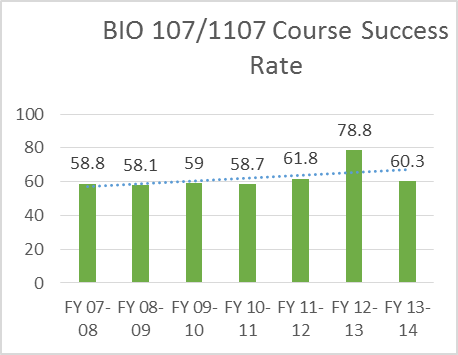 BIO 107/1107 Course Success
Rate
100
80
60
40
20
0
58.8
58.1
59
58.7
61.8
78.8
60.3
FY 07-
08
FY 08-
09
FY 09-
10
FY 10-
11
FY 11-
12
FY 12-
13
FY 13-
14